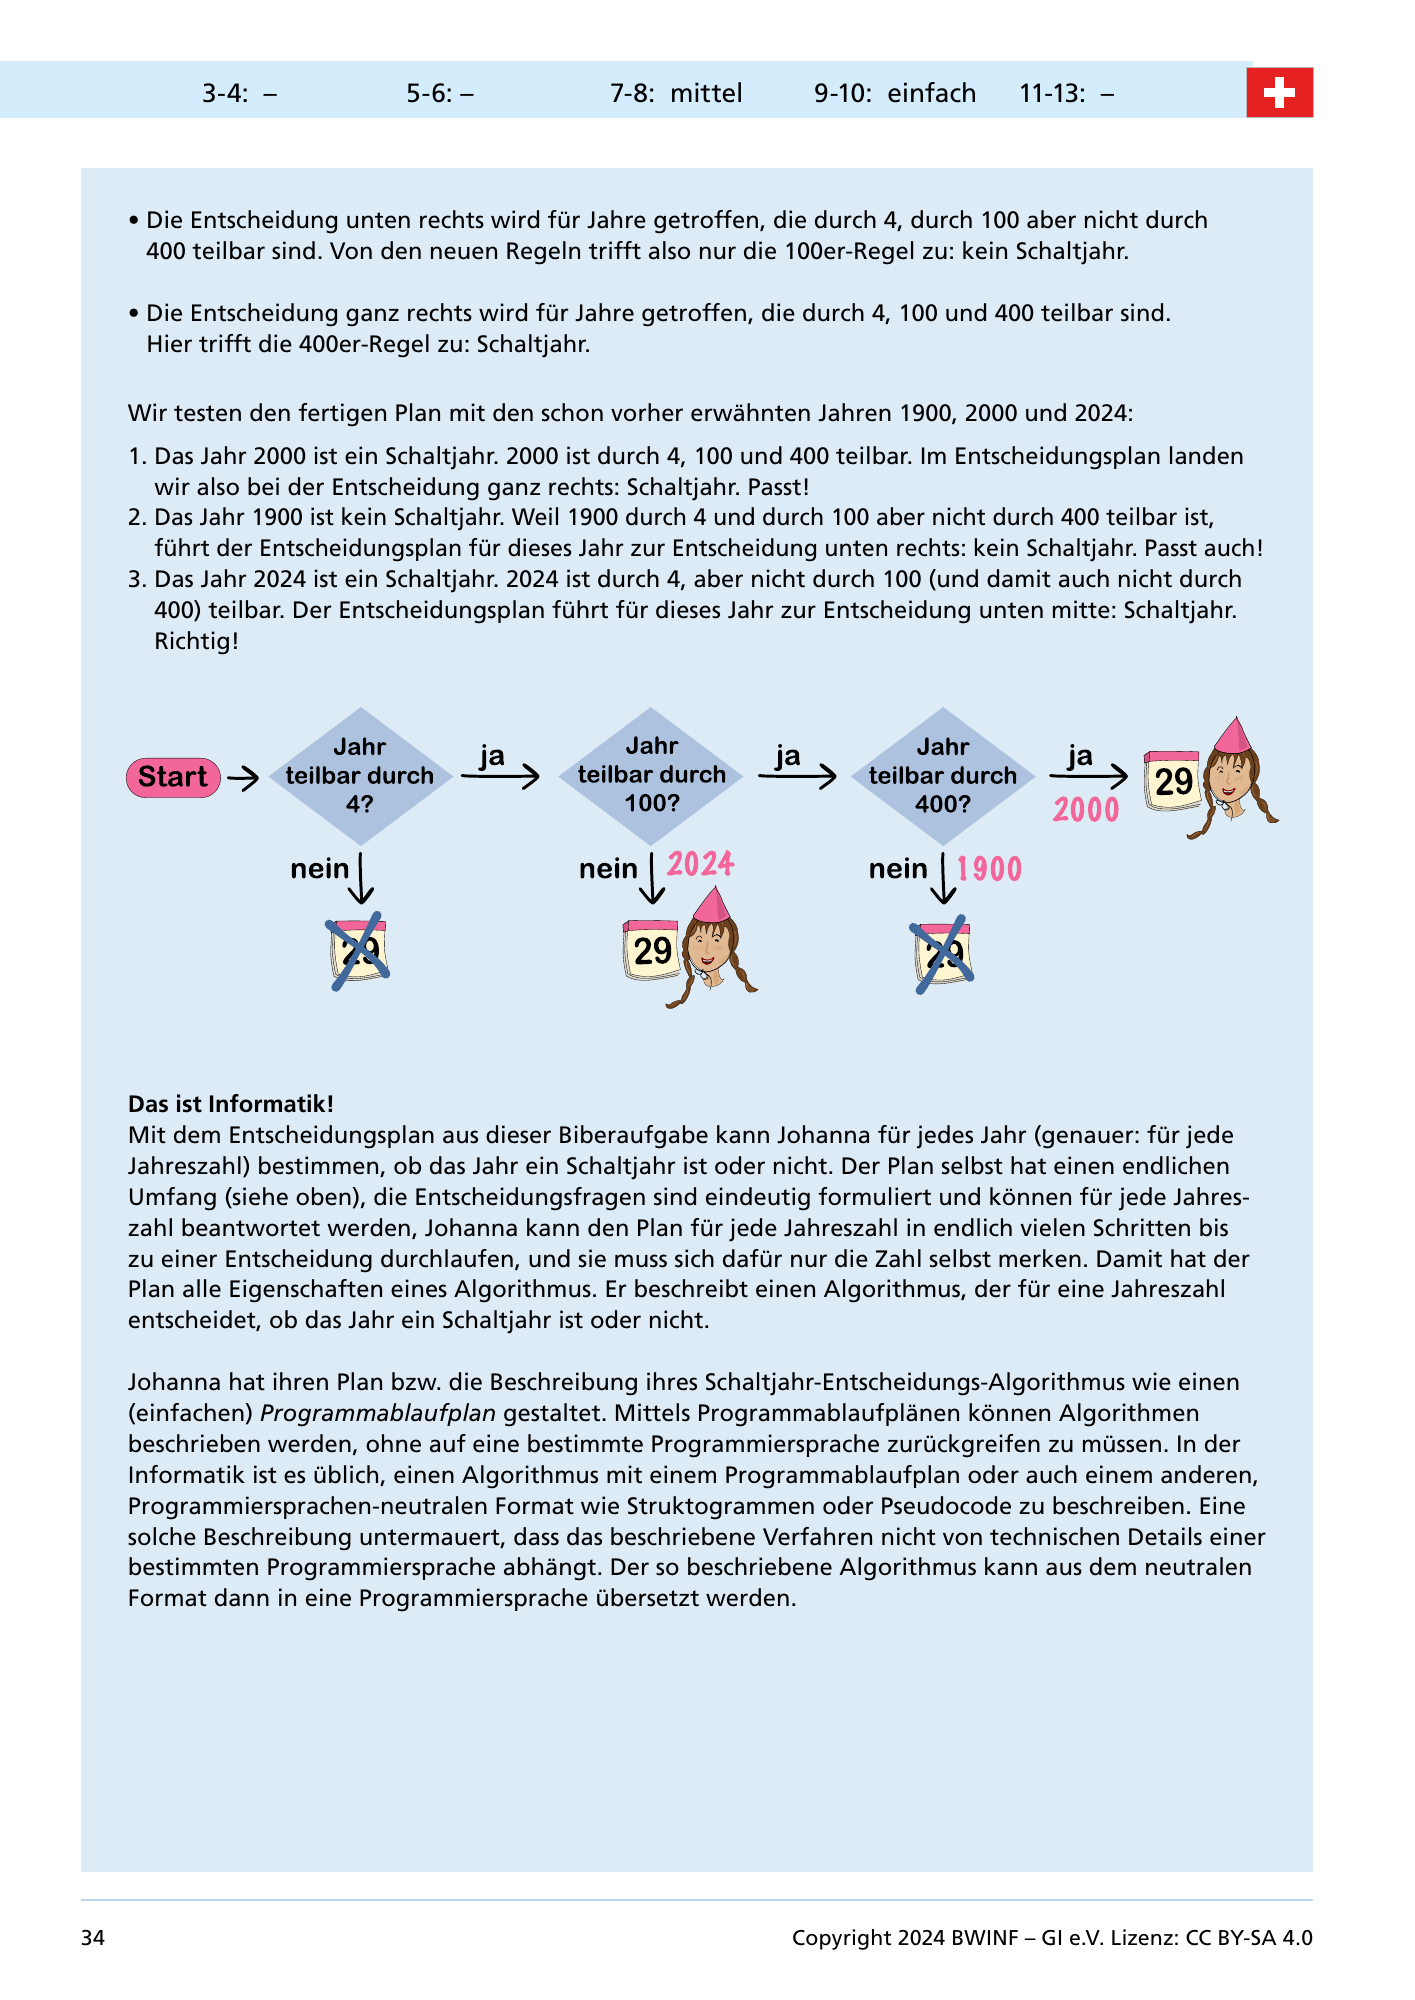 3-4: –    5-6: –    7-8: mittel    9-10: einfach    11-13: –
• Die Entscheidung unten rechts wird für Jahre getroffen, die durch 4, durch 100 aber nicht durch
400 teilbar sind. Von den neuen Regeln trifft also nur die 100er-Regel zu: kein Schaltjahr.
• Die Entscheidung ganz rechts wird für Jahre getroffen, die durch 4, 100 und 400 teilbar sind.
Hier trifft die 400er-Regel zu: Schaltjahr.
Wir testen den fertigen Plan mit den schon vorher erwähnten Jahren 1900, 2000 und 2024:
1. Das Jahr 2000 ist ein Schaltjahr. 2000 ist durch 4, 100 und 400 teilbar. Im Entscheidungsplan landen
wir also bei der Entscheidung ganz rechts: Schaltjahr. Passt!
2. Das Jahr 1900 ist kein Schaltjahr. Weil 1900 durch 4 und durch 100 aber nicht durch 400 teilbar ist,
führt der Entscheidungsplan für dieses Jahr zur Entscheidung unten rechts: kein Schaltjahr. Passt auch!
3. Das Jahr 2024 ist ein Schaltjahr. 2024 ist durch 4, aber nicht durch 100 (und damit auch nicht durch
400) teilbar. Der Entscheidungsplan führt für dieses Jahr zur Entscheidung unten mitte: Schaltjahr.
Richtig!
Start
Jahr
teilbar durch
4?
ja
Jahr
teilbar durch
100?
ja
Jahr
teilbar durch
400?
ja
2000
29
nein
29
nein
2024
29
nein
1900
29
Das ist Informatik!
Mit dem Entscheidungsplan aus dieser Biberaufgabe kann Johanna für jedes Jahr (genauer: für jede
Jahreszahl) bestimmen, ob das Jahr ein Schaltjahr ist oder nicht. Der Plan selbst hat einen endlichen
Umfang (siehe oben), die Entscheidungsfragen sind eindeutig formuliert und können für jede Jahres-
zahl beantwortet werden, Johanna kann den Plan für jede Jahreszahl in endlich vielen Schritten bis
zu einer Entscheidung durchlaufen, und sie muss sich dafür nur die Zahl selbst merken. Damit hat der
Plan alle Eigenschaften eines Algorithmus. Er beschreibt einen Algorithmus, der für eine Jahreszahl
entscheidet, ob das Jahr ein Schaltjahr ist oder nicht.
Johanna hat ihren Plan bzw. die Beschreibung ihres Schaltjahr-Entscheidungs-Algorithmus wie einen
(einfachen) Programmablaufplan gestaltet. Mittels Programmablaufplänen können Algorithmen
beschrieben werden, ohne auf eine bestimmte Programmiersprache zurückgreifen zu müssen. In der
Informatik ist es üblich, einen Algorithmus mit einem Programmablaufplan oder auch einem anderen,
Programmiersprachen-neutralen Format wie Struktogrammen oder Pseudocode zu beschreiben. Eine
solche Beschreibung untermauert, dass das beschriebene Verfahren nicht von technischen Details einer
bestimmten Programmiersprache abhängt. Der so beschriebene Algorithmus kann aus dem neutralen
Format dann in eine Programmiersprache übersetzt werden.
34
Copyright 2024 BWINF – GI e.V. Lizenz: CC BY-SA 4.0